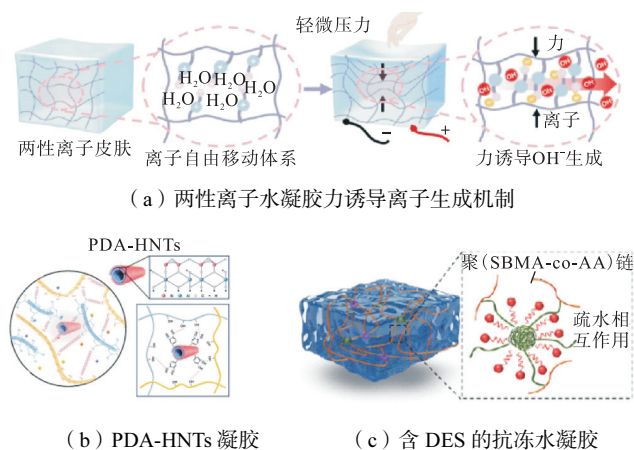 轻微压力
H₂O
H₂O
H₂O
H₂O
H₂O
力
OH
OH
OH
OH
OH
OH
离子
− +
两性离子皮肤
离子自由移动体系
力诱导OH⁻生成
（a）两性离子水凝胶力诱导离子生成机制
PDA-HNTs
聚（SBMA-co-AA）链
疏水相
互作用
（b）PDA-HNTs 凝胶
（c）含 DES 的抗冻水凝胶